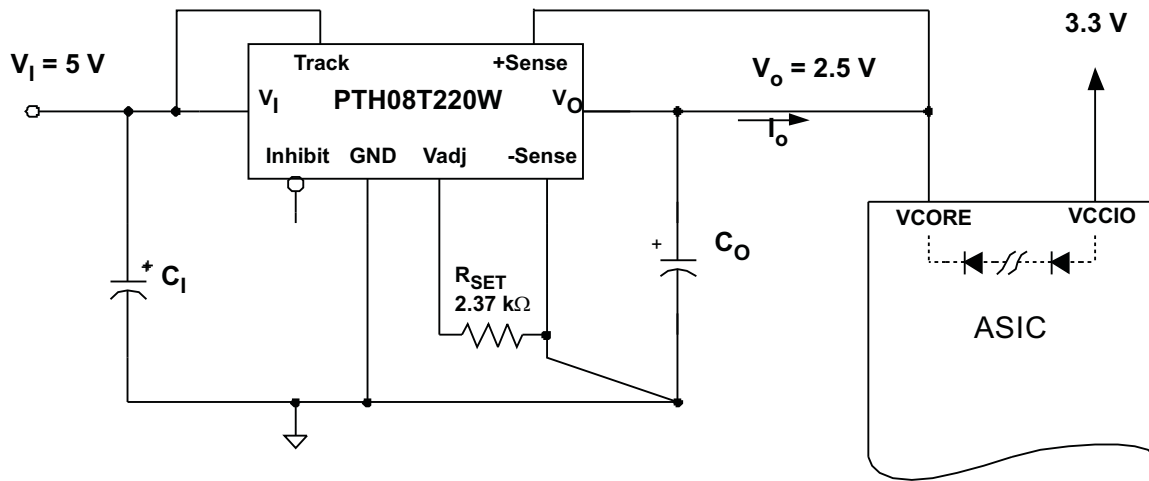 3.3 V
V_I = 5 V
Track
+Sense
V_o = 2.5 V
V_I
PTH08T220W
V_O
I_o
Inhibit
GND
Vadj
-Sense
VCORE
VCCIO
+
C_I
+
C_O
R_SET
2.37 kΩ
ASIC